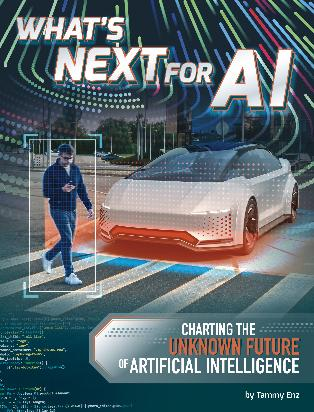 WHAT'S
NEXT FOR AI
CHARTING THE
UNKNOWN FUTURE
OF ARTIFICIAL INTELLIGENCE
by Tammy Enz